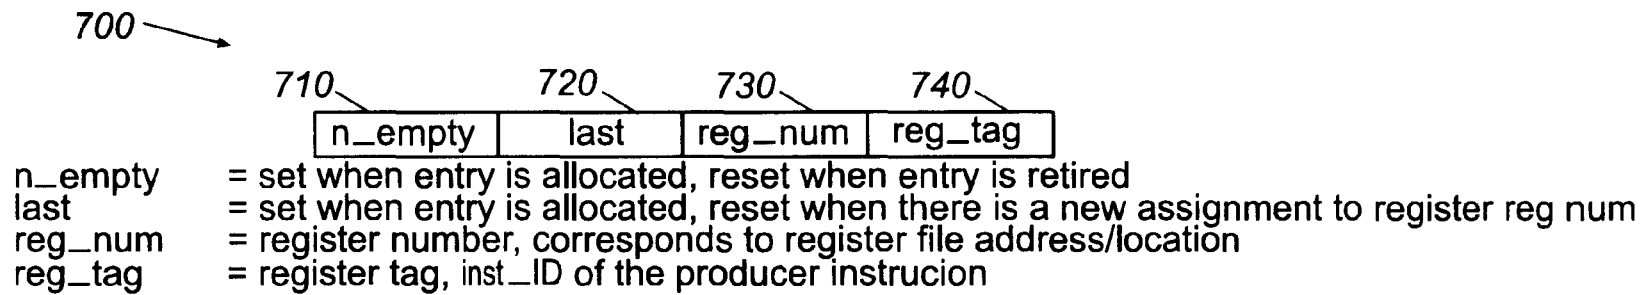 700
710 720 730 740
n_empty last reg_num reg_tag
n_empty = set when entry is allocated, reset when entry is retired
last = set when entry is allocated, reset when there is a new assignment to register reg num
reg_num = register number, corresponds to register file address/location
reg_tag = register tag, inst_ID of the producer instrucion